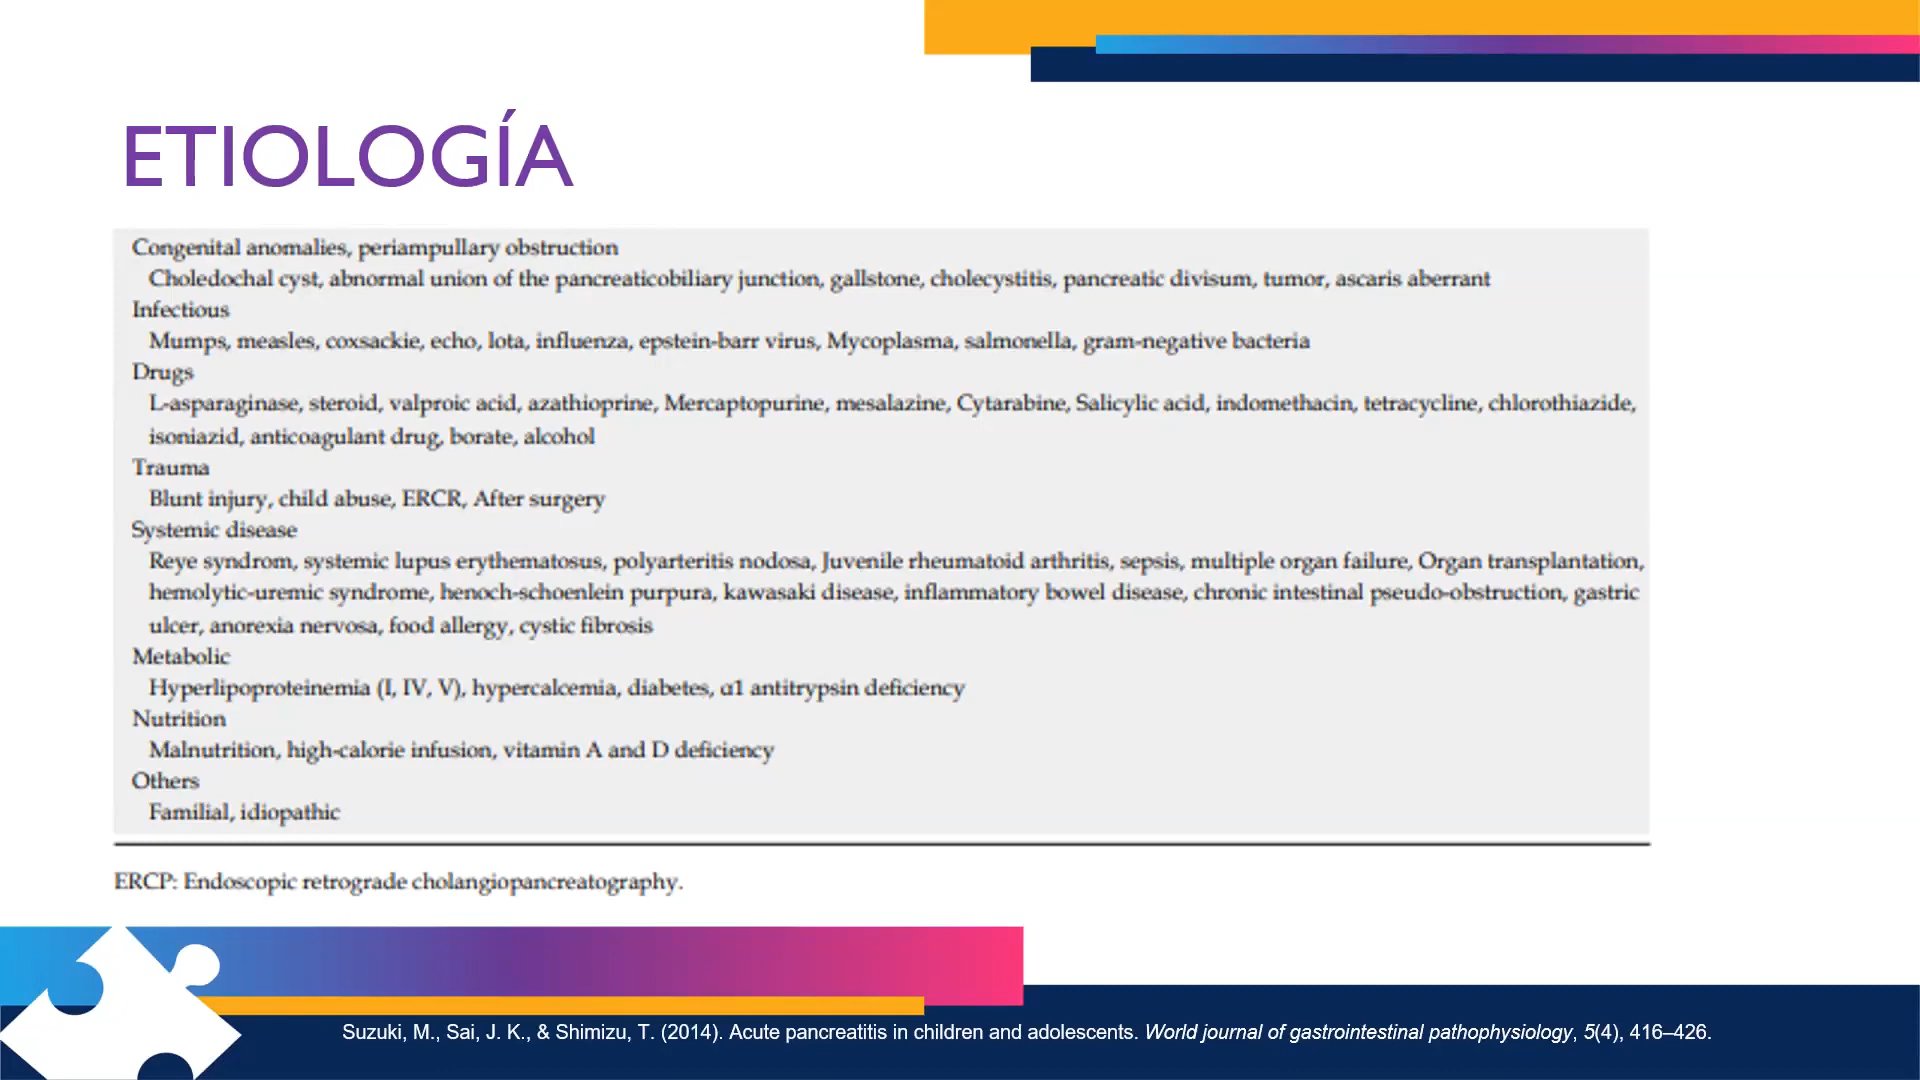 ETIOLOGÍA
Congenital anomalies, periampullary obstruction
Choledochal cyst, abnormal union of the pancreaticobiliary junction, gallstone, cholecystitis, pancreatic divisum, tumor, ascaris aberrant
Infectious
Mumps, measles, coxsackie, echo, lota, influenza, epstein-barr virus, Mycoplasma, salmonella, gram-negative bacteria
Drugs
L-asparaginase, steroid, valproic acid, azathioprine, Mercaptopurine, mesalazine, Cytarabine, Salicylic acid, indomethacin, tetracycline, chlorothiazide,
isoniazid, anticoagulant drug, borate, alcohol
Trauma
Blunt injury, child abuse, ERCR, After surgery
Systemic disease
Reye syndrom, systemic lupus erythematosus, polyarteritis nodosa, Juvenile rheumatoid arthritis, sepsis, multiple organ failure, Organ transplantation,
hemolytic-uremic syndrome, henoch-schoenlein purpura, kawasaki disease, inflammatory bowel disease, chronic intestinal pseudo-obstruction, gastric
ulcer, anorexia nervosa, food allergy, cystic fibrosis
Metabolic
Hyperlipoproteinemia (I, IV, V), hypercalcemia, diabetes, α1 antitrypsin deficiency
Nutrition
Malnutrition, high-calorie infusion, vitamin A and D deficiency
Others
Familial, idiopathic
ERCP: Endoscopic retrograde cholangiopancreatography.
Suzuki, M., Sai, J. K., & Shimizu, T. (2014). Acute pancreatitis in children and adolescents. World journal of gastrointestinal pathophysiology, 5(4), 416–426.